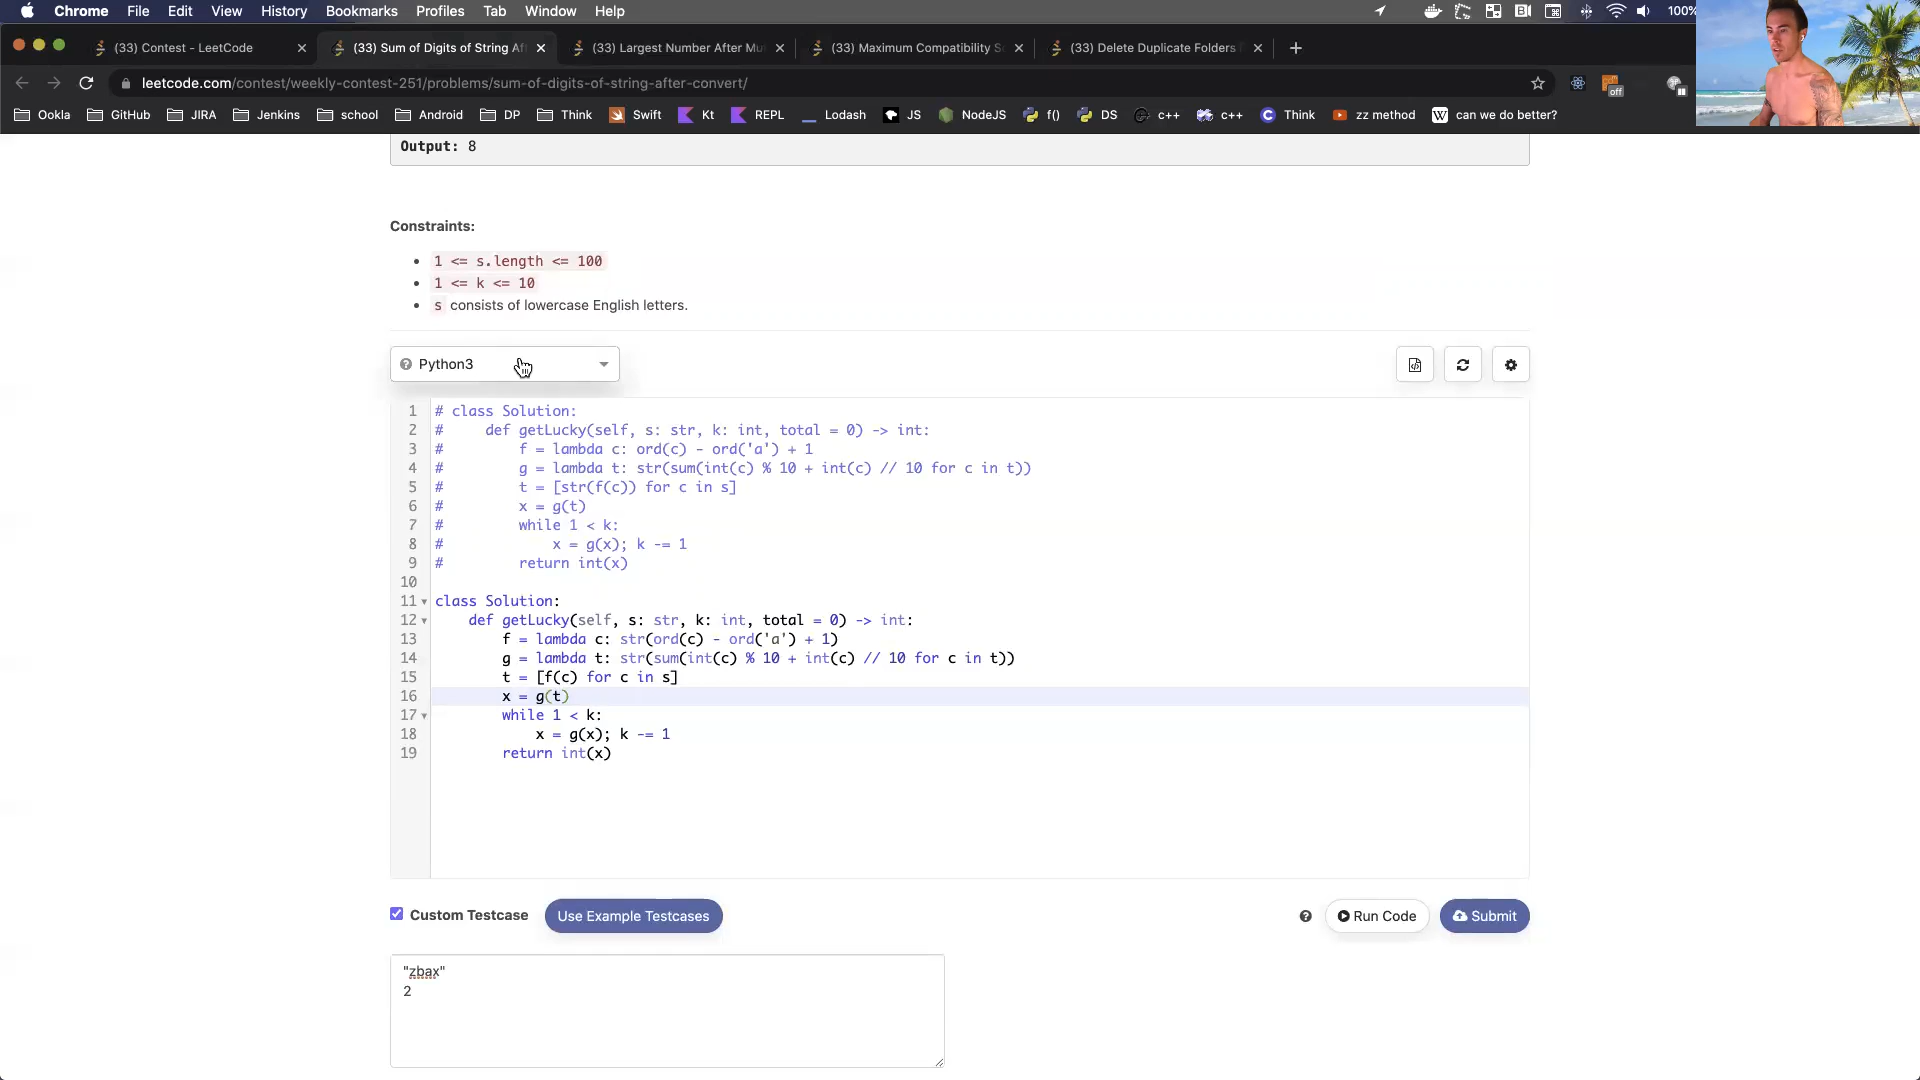 Chrome File Edit View History Bookmarks Profiles Tab Window Help 100%
(33) Contest - LeetCode (33) Sum of Digits of String Af (33) Largest Number After Mu (33) Maximum Compatibility S (33) Delete Duplicate Folders
leetcode.com/contest/weekly-contest-251/problems/sum-of-digits-of-string-after-convert/ off
Ookla GitHub JIRA Jenkins school Android DP Think Swift Kt REPL Lodash JS NodeJS f() DS c++ c++ Think zz method can we do better?
Output: 8
Constraints:
1 <= s.length <= 100
1 <= k <= 10
s consists of lowercase English letters.
Python3
1 # class Solution:
2 #     def getLucky(self, s: str, k: int, total = 0) -> int:
3 #         f = lambda c: ord(c) - ord('a') + 1
4 #         g = lambda t: str(sum(int(c) % 10 + int(c) // 10 for c in t))
5 #         t = [str(f(c)) for c in s]
6 #         x = g(t)
7 #         while 1 < k:
8 #             x = g(x); k -= 1
9 #         return int(x)
10
11 class Solution:
12     def getLucky(self, s: str, k: int, total = 0) -> int:
13         f = lambda c: str(ord(c) - ord('a') + 1)
14         g = lambda t: str(sum(int(c) % 10 + int(c) // 10 for c in t))
15         t = [f(c) for c in s]
16         x = g(t)
17         while 1 < k:
18             x = g(x); k -= 1
19         return int(x)
Custom Testcase Use Example Testcases Run Code Submit
"zbax"
2